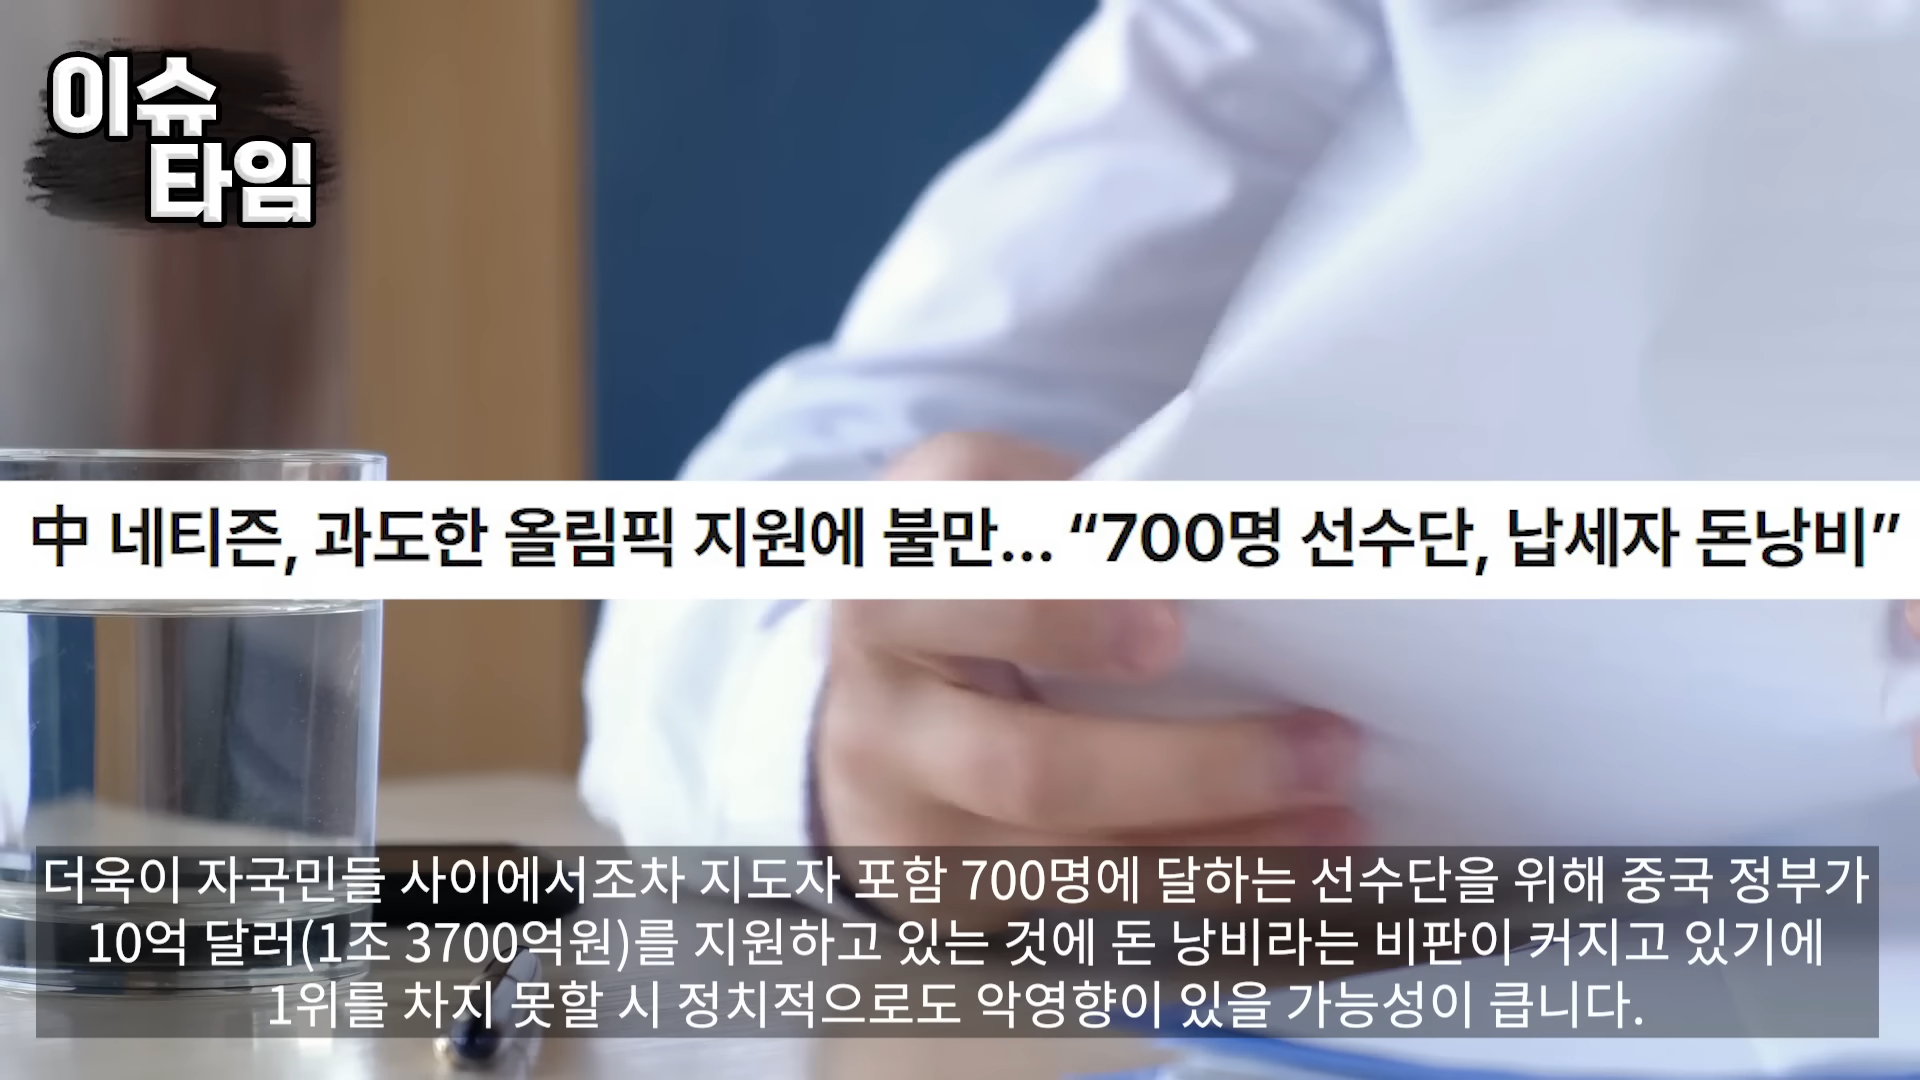 이슈
타임
中 네티즌, 과도한 올림픽 지원에 불만... “700명 선수단, 납세자 돈낭비”
더욱이 자국민들 사이에서조차 지도자 포함 700명에 달하는 선수단을 위해 중국 정부가
10억 달러(1조 3700억원)를 지원하고 있는 것에 돈 낭비라는 비판이 커지고 있기에
1위를 차지 못할 시 정치적으로도 악영향이 있을 가능성이 큽니다.